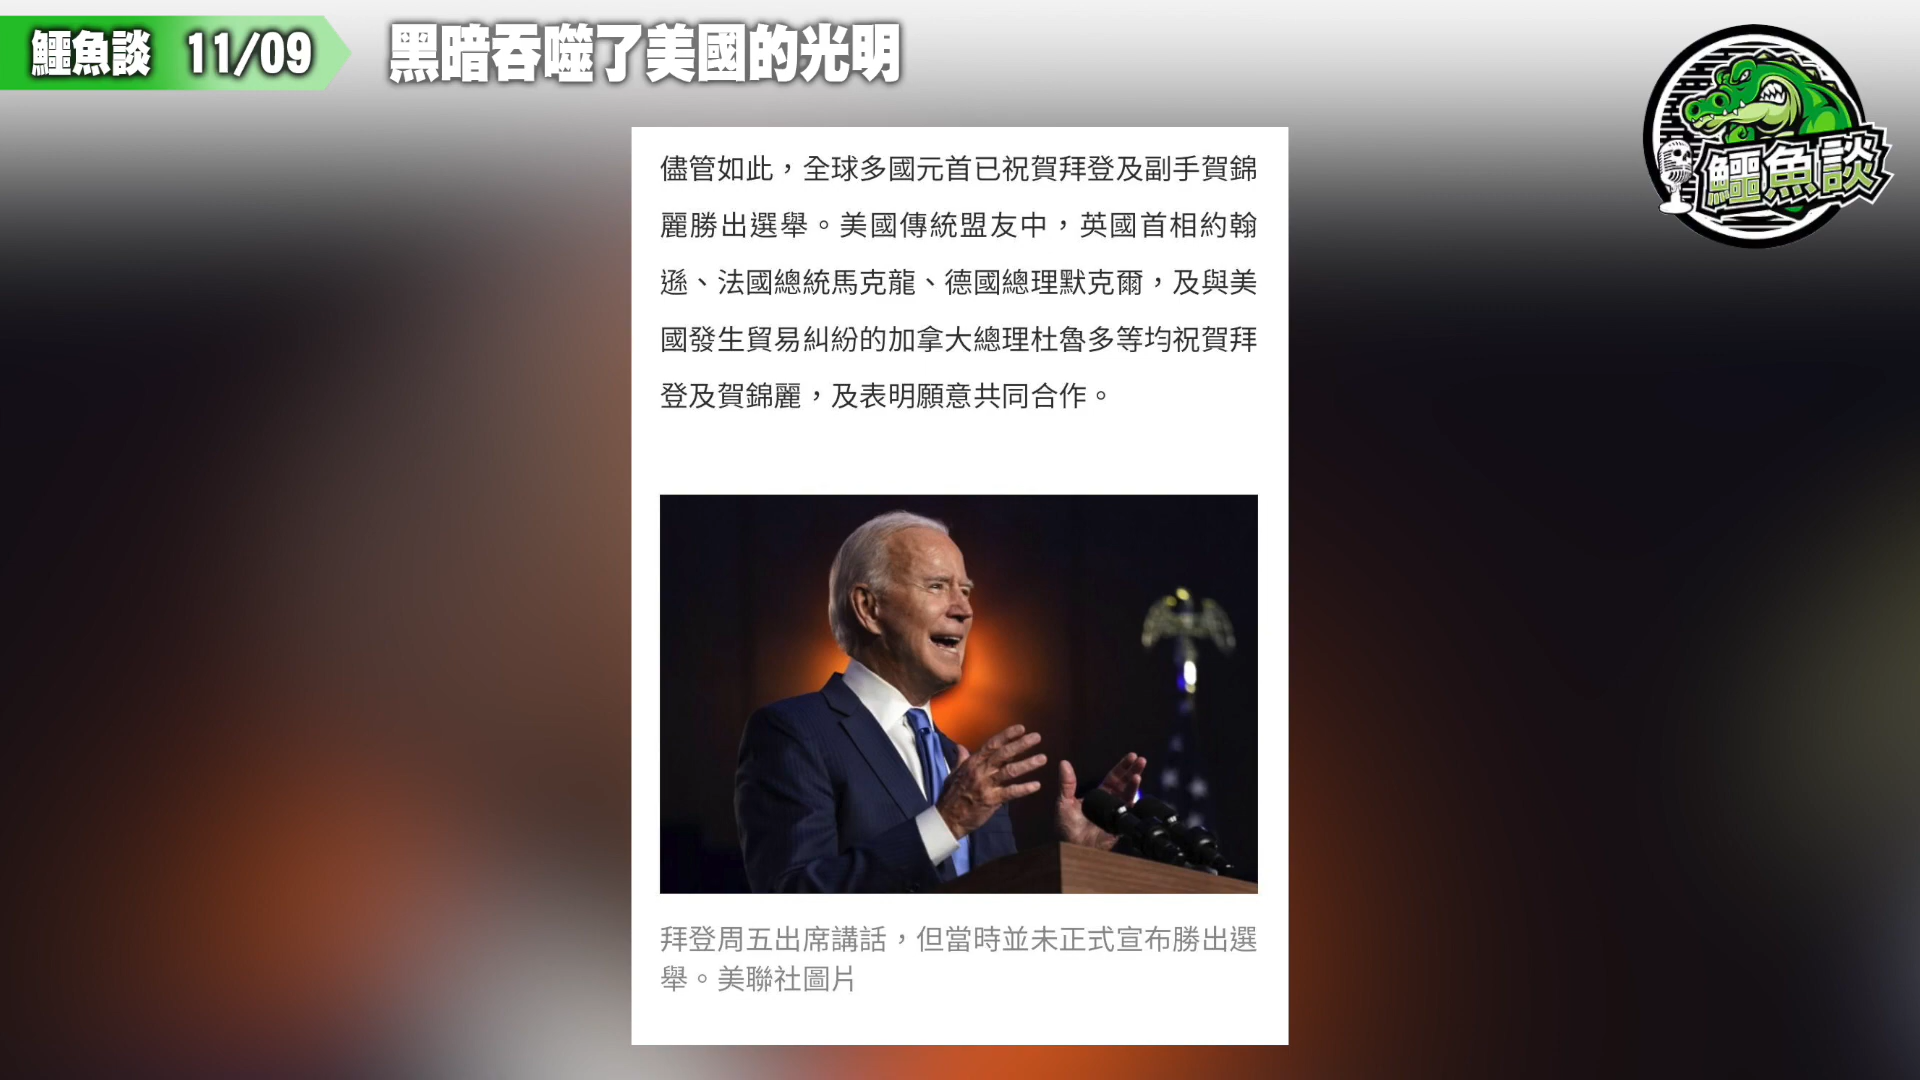 鱷魚談 11/09 黑暗吞噬了美國的光明
鱷魚談
儘管如此，全球多國元首已祝賀拜登及副手賀錦
麗勝出選舉。美國傳統盟友中，英國首相約翰
遜、法國總統馬克龍、德國總理默克爾，及與美
國發生貿易糾紛的加拿大總理杜魯多等均祝賀拜
登及賀錦麗，及表明願意共同合作。
拜登周五出席講話，但當時並未正式宣布勝出選
舉。美聯社圖片